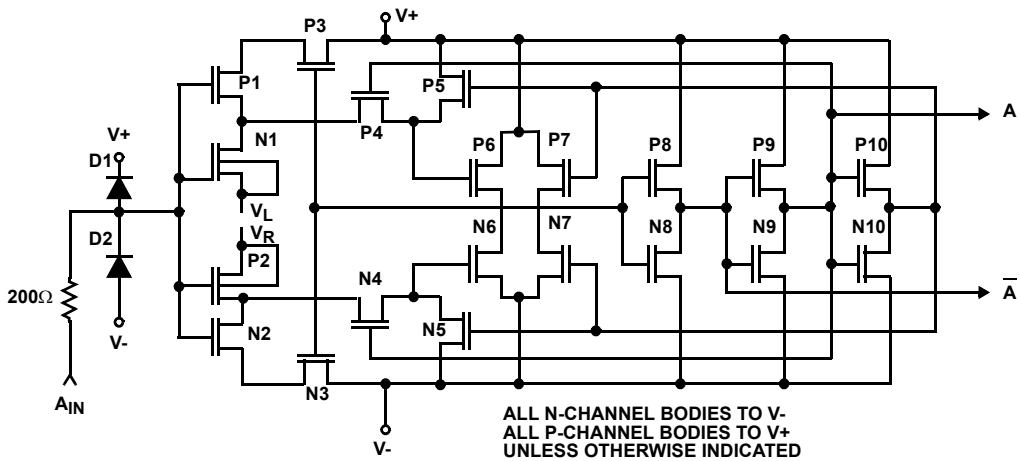 P3
V+
P1
P5
P4
A
N1
P6
P7
P8
P9
P10
V+
D1
VL
VR
N6
N7
N8
N9
N10
D2
P2
N4
A̅
200Ω
N2
N5
V-
AIN
N3
V-
ALL N-CHANNEL BODIES TO V-
ALL P-CHANNEL BODIES TO V+
UNLESS OTHERWISE INDICATED